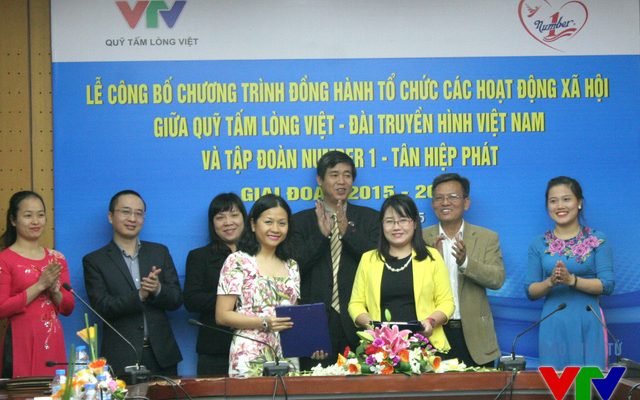 VTV
QUỸ TẤM LÒNG VIỆT
Number 1
LỄ CÔNG BỐ CHƯƠNG TRÌNH ĐỒNG HÀNH TỔ CHỨC CÁC HOẠT ĐỘNG XÃ HỘI
GIỮA QUỸ TẤM LÒNG VIỆT - ĐÀI TRUYỀN HÌNH VIỆT NAM
VÀ TẬP ĐOÀN NUMBER 1 - TÂN HIỆP PHÁT
GIAI ĐOẠN 2015 - 20
VTV